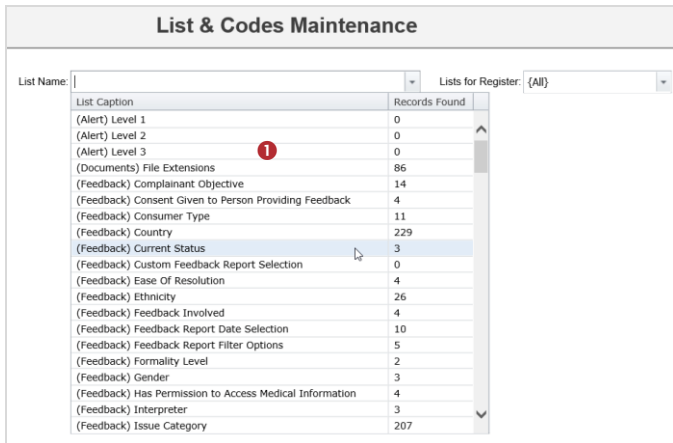 List & Codes Maintenance
List Name: Lists for Register: {All}
List Caption Records Found
(Alert) Level 1 0
(Alert) Level 2 0
(Alert) Level 3 0
1
(Documents) File Extensions 86
(Feedback) Complainant Objective 14
(Feedback) Consent Given to Person Providing Feedback 4
(Feedback) Consumer Type 11
(Feedback) Country 229
(Feedback) Current Status 3
(Feedback) Custom Feedback Report Selection 0
(Feedback) Ease Of Resolution 4
(Feedback) Ethnicity 26
(Feedback) Feedback Involved 4
(Feedback) Feedback Report Date Selection 10
(Feedback) Feedback Report Filter Options 5
(Feedback) Formality Level 2
(Feedback) Gender 3
(Feedback) Has Permission to Access Medical Information 4
(Feedback) Interpreter 3
(Feedback) Issue Category 207